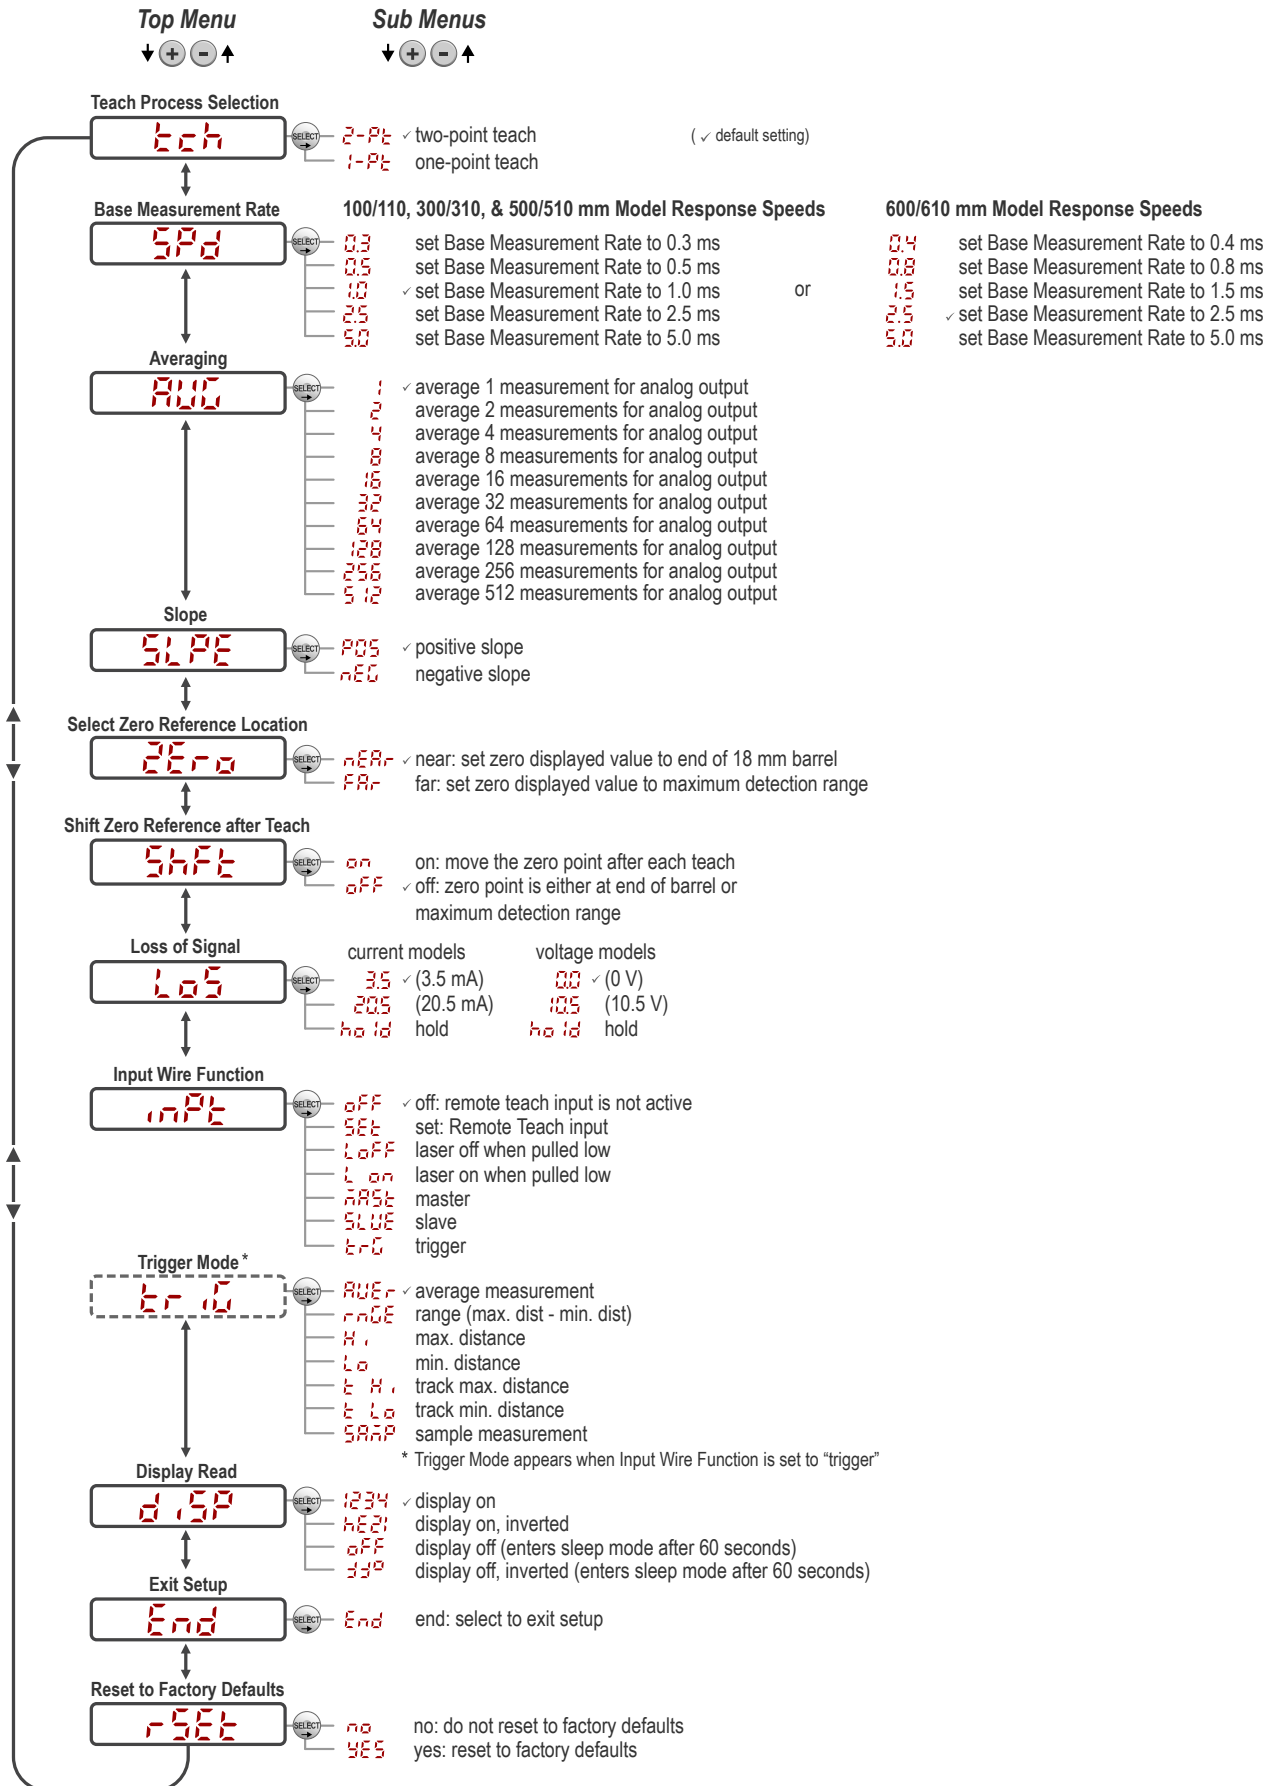 Top Menu Sub Menus
+ - + -
Teach Process Selection
tch SELECT 2-Pt ✓ two-point teach ( ✓ default setting)
1-Pt one-point teach
Base Measurement Rate 100/110, 300/310, & 500/510 mm Model Response Speeds 600/610 mm Model Response Speeds
SPd SELECT 0.3 set Base Measurement Rate to 0.3 ms 0.4 set Base Measurement Rate to 0.4 ms
0.5 set Base Measurement Rate to 0.5 ms 0.8 set Base Measurement Rate to 0.8 ms
1.0 ✓ set Base Measurement Rate to 1.0 ms or 1.5 set Base Measurement Rate to 1.5 ms
2.5 set Base Measurement Rate to 2.5 ms 2.5 ✓ set Base Measurement Rate to 2.5 ms
5.0 set Base Measurement Rate to 5.0 ms 5.0 set Base Measurement Rate to 5.0 ms
Averaging
AVG SELECT 1 ✓ average 1 measurement for analog output
2 average 2 measurements for analog output
4 average 4 measurements for analog output
8 average 8 measurements for analog output
16 average 16 measurements for analog output
32 average 32 measurements for analog output
64 average 64 measurements for analog output
128 average 128 measurements for analog output
256 average 256 measurements for analog output
512 average 512 measurements for analog output
Slope
SLPE SELECT POS ✓ positive slope
nEG negative slope
Select Zero Reference Location
ZEro SELECT nEAr ✓ near: set zero displayed value to end of 18 mm barrel
FAr far: set zero displayed value to maximum detection range
Shift Zero Reference after Teach
ShFt SELECT on on: move the zero point after each teach
oFF ✓ off: zero point is either at end of barrel or
maximum detection range
Loss of Signal current models voltage models
LoS SELECT 3.5 ✓ (3.5 mA) 0.0 ✓ (0 V)
20.5 (20.5 mA) 10.5 (10.5 V)
hold hold hold hold
Input Wire Function
inPt SELECT oFF ✓ off: remote teach input is not active
SEt set: Remote Teach input
LoFF laser off when pulled low
L on laser on when pulled low
mASt master
SLVE slave
trG trigger
Trigger Mode *
triG SELECT AVEr ✓ average measurement
rnGE range (max. dist - min. dist)
Hi max. distance
Lo min. distance
t Hi track max. distance
t Lo track min. distance
SAmP sample measurement
* Trigger Mode appears when Input Wire Function is set to “trigger”
Display Read
diSP SELECT 1234 ✓ display on
hEZI display on, inverted
oFF display off (enters sleep mode after 60 seconds)
display off, inverted (enters sleep mode after 60 seconds)
Exit Setup
End SELECT End end: select to exit setup
Reset to Factory Defaults
rSEt SELECT no no: do not reset to factory defaults
yES yes: reset to factory defaults